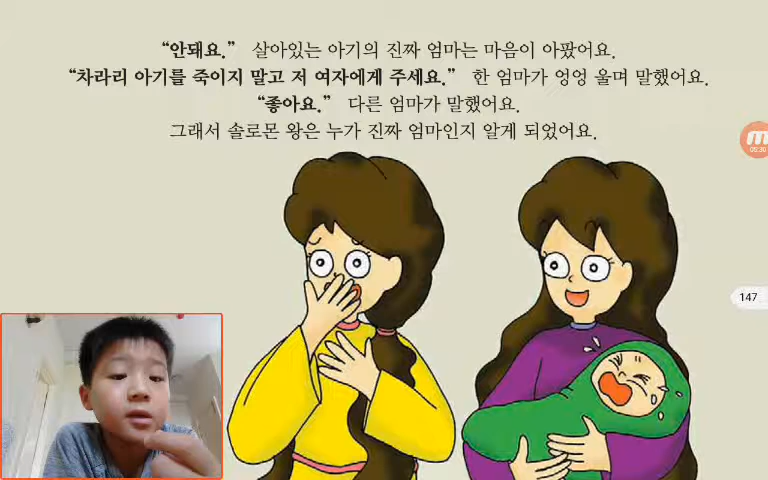 “안돼요.” 살아있는 아기의 진짜 엄마는 마음이 아팠어요.
“차라리 아기를 죽이지 말고 저 여자에게 주세요.” 한 엄마가 엉엉 울며 말했어요.
“좋아요.” 다른 엄마가 말했어요.
그래서 솔로몬 왕은 누가 진짜 엄마인지 알게 되었어요.
05:30
147